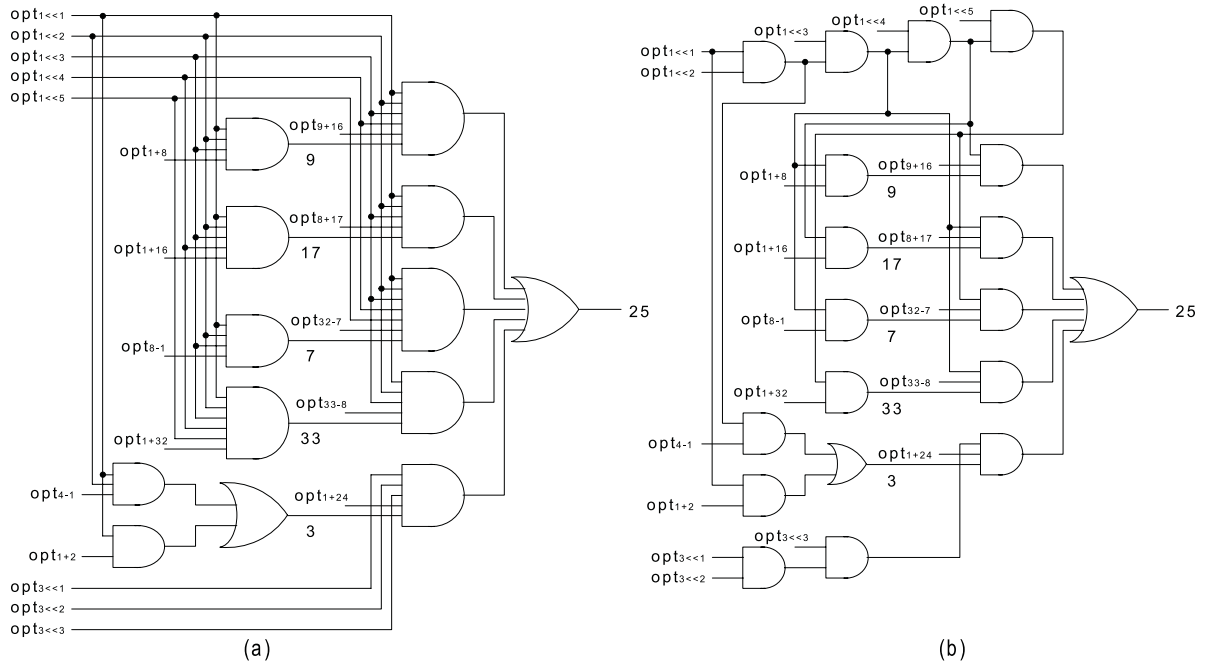 opt1<<1
opt1<<2
opt1<<3
opt1<<4
opt1<<5
opt1+8
9
opt9+16
opt1+16
17
opt8+17
opt8-1
7
opt32-7
opt1+32
33
opt33-8
opt4-1
opt1+2
3
opt1+24
opt3<<1
opt3<<2
opt3<<3
25
(a)
opt1<<1
opt1<<2
opt1<<3
opt1<<4
opt1<<5
opt1+8
9
opt9+16
opt1+16
17
opt8+17
opt8-1
7
opt32-7
opt1+32
33
opt33-8
opt4-1
opt1+2
3
opt1+24
opt3<<1
opt3<<2
opt3<<3
25
(b)